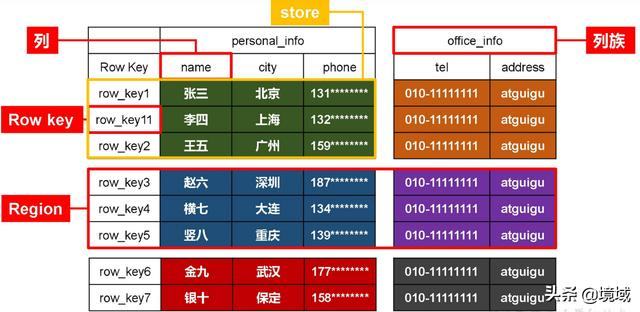 store
列
personal_info
office_info
列族
Row Key
name
city
phone
tel
address
row_key1
张三
北京
131********
010-11111111
atguigu
Row key
row_key11
李四
上海
132********
010-11111111
atguigu
row_key2
王五
广州
159********
010-11111111
atguigu
row_key3
赵六
深圳
187********
010-11111111
atguigu
Region
row_key4
横七
大连
134********
010-11111111
atguigu
row_key5
竖八
重庆
139********
010-11111111
atguigu
row_key6
金九
武汉
177********
010-11111111
atguigu
row_key7
银十
保定
158********
010-11111111
atguigu
头条 @境域